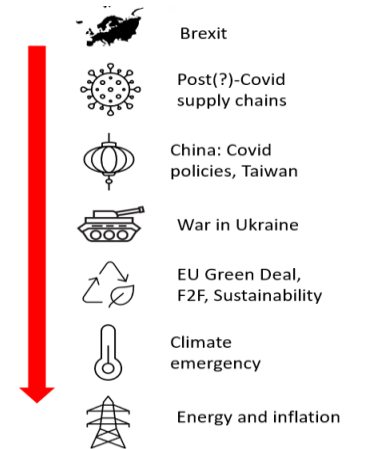 Brexit
Post(?)-Covid
supply chains
China: Covid
policies, Taiwan
War in Ukraine
EU Green Deal,
F2F, Sustainability
Climate
emergency
Energy and inflation